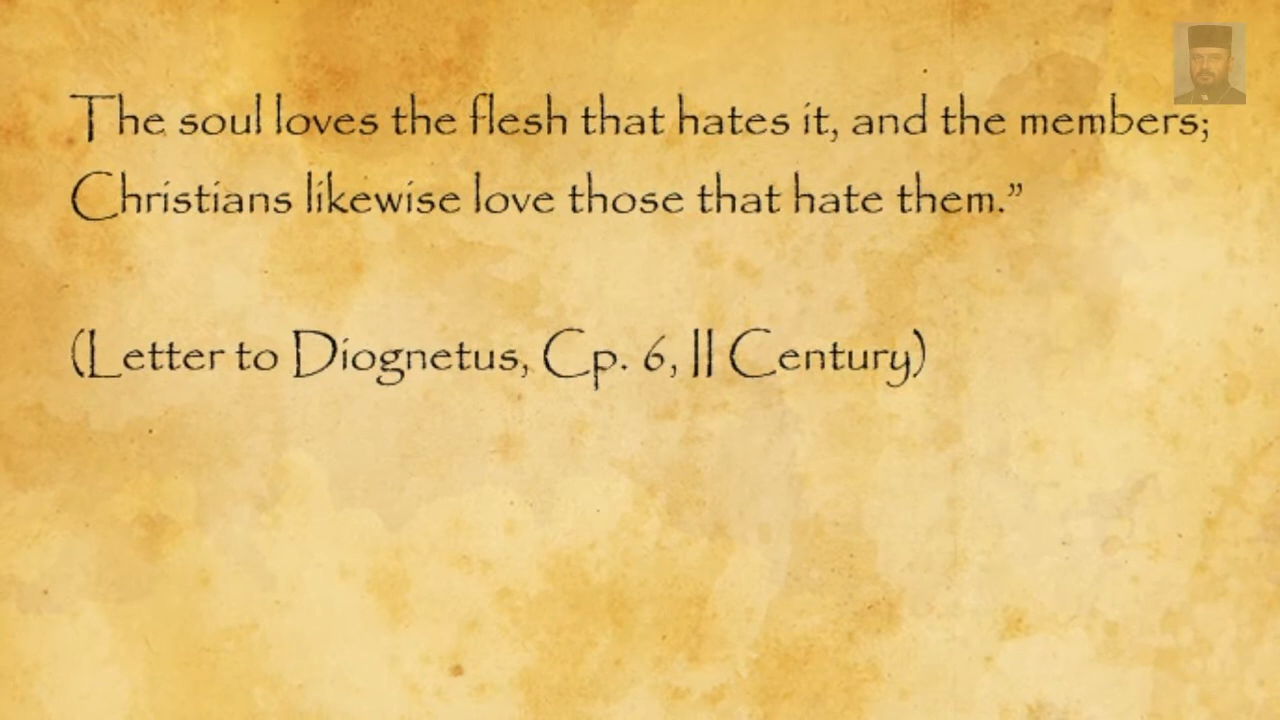 The soul loves the flesh that hates it, and the members;
Christians likewise love those that hate them.”
(Letter to Diognetus, Cp. 6, II Century)